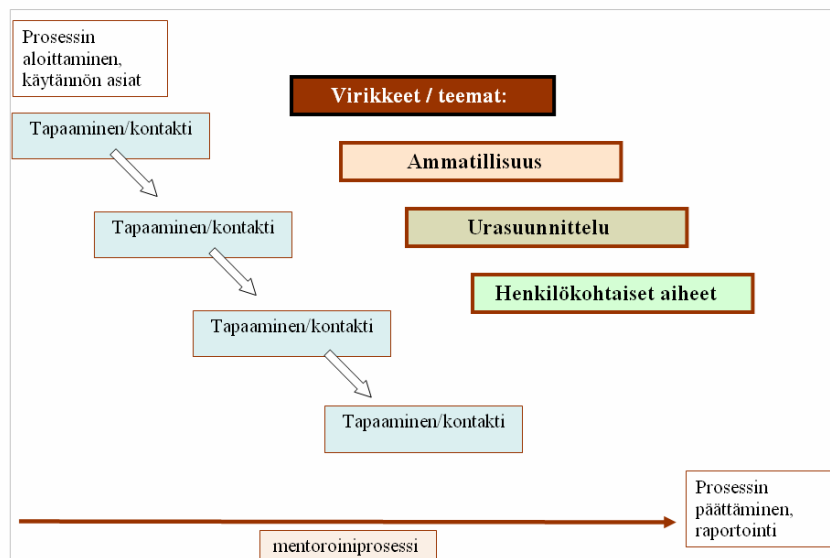 Prosessin
aloittaminen,
käytännön asiat
Virikkeet / teemat:
Tapaaminen/kontakti
Ammatillisuus
Tapaaminen/kontakti
Urasuunnittelu
Henkilökohtaiset aiheet
Tapaaminen/kontakti
Tapaaminen/kontakti
Prosessin
päättäminen,
raportointi
mentoroiniprosessi